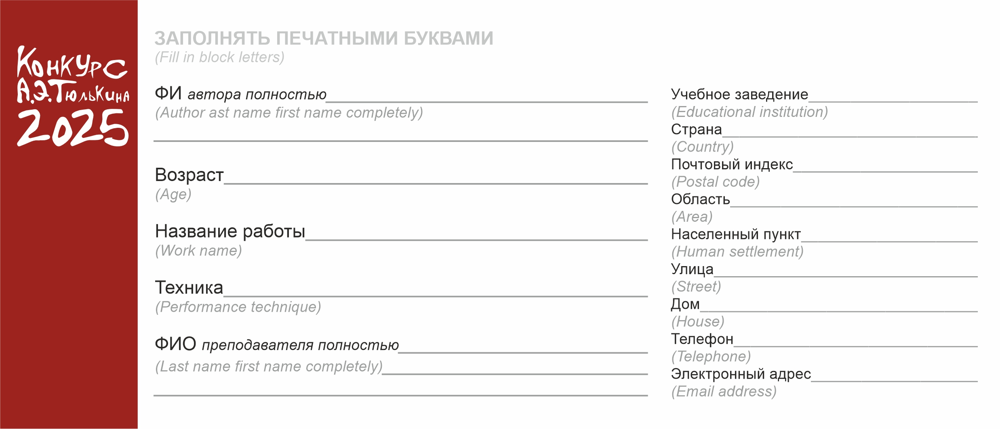 Конкурс
А.Э.Тюлькина
2025
ЗАПОЛНЯТЬ ПЕЧАТНЫМИ БУКВАМИ
(Fill in block letters)
ФИ автора полностью
(Author ast name first name completely)
Возраст
(Age)
Название работы
(Work name)
Техника
(Performance technique)
ФИО преподавателя полностью
(Last name first name completely)
Учебное заведение
(Educational institution)
Страна
(Country)
Почтовый индекс
(Postal code)
Область
(Area)
Населенный пункт
(Human settlement)
Улица
(Street)
Дом
(House)
Телефон
(Telephone)
Электронный адрес
(Email address)